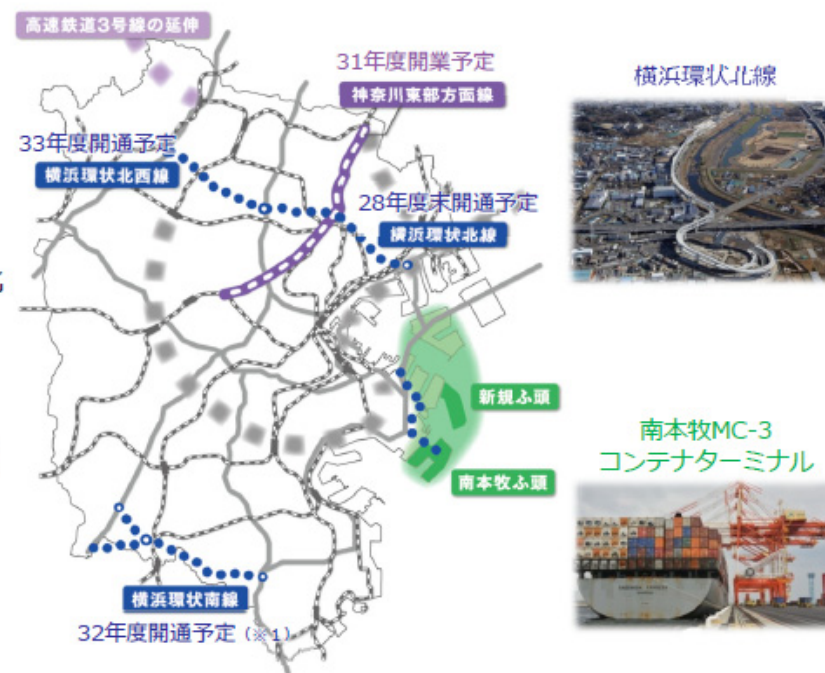 高速鉄道3号線の延伸
31年度開業予定
神奈川東部方面線
横浜環状北線
33年度開通予定
横浜環状北西線
28年度末開通予定
横浜環状北線
新規ふ頭
南本牧ふ頭
南本牧MC-3
コンテナターミナル
横浜環状南線
32年度開通予定(※1)